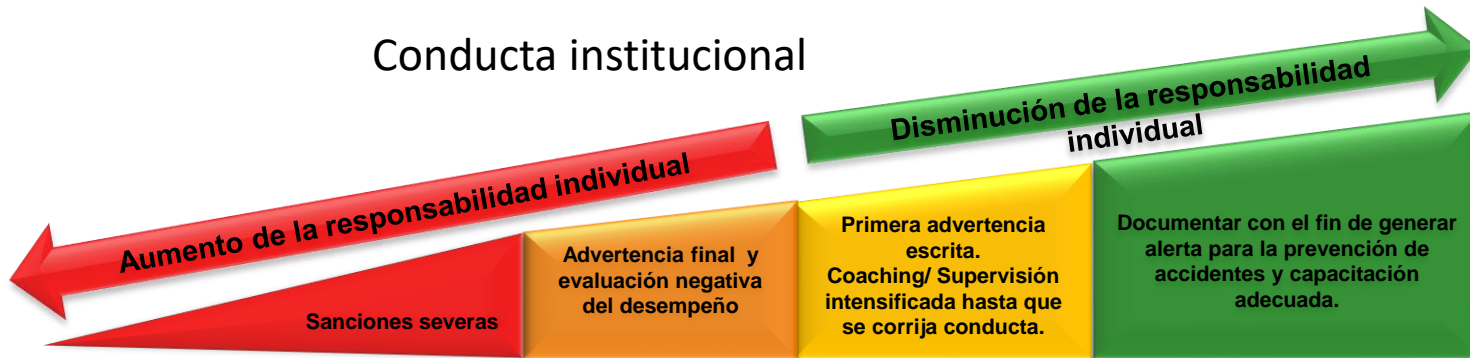 Conducta institucional
Disminución de la responsabilidad
individual
Aumento de la responsabilidad individual
Sanciones severas
Advertencia final y
evaluación negativa
del desempeño
Primera advertencia
escrita.
Coaching/ Supervisión
intensificada hasta que
se corrija conducta.
Documentar con el fin de generar
alerta para la prevención de
accidentes y capacitación
adecuada.